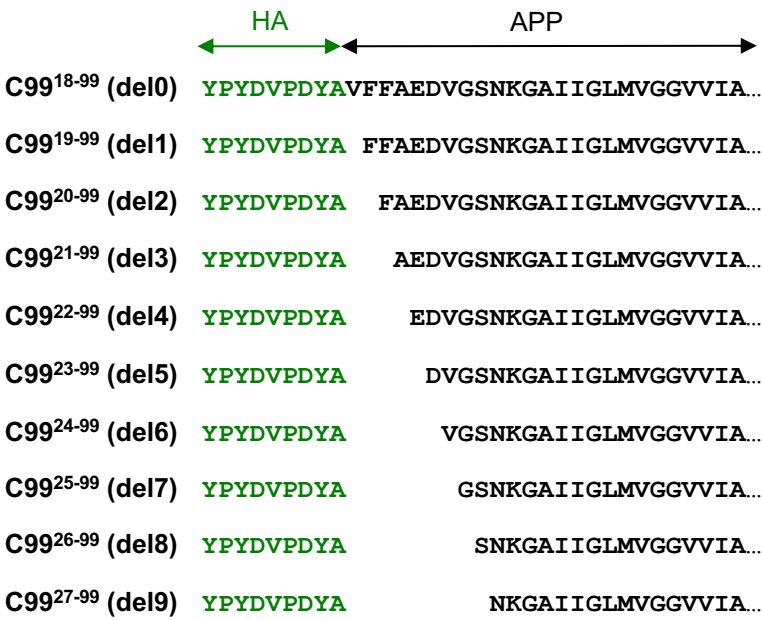 HA APP
C99¹⁸⁻⁹⁹ (del0) YPYDVPDYAVFFAEDVGSNKGAIIGLMVGGVVIA...
C99¹⁹⁻⁹⁹ (del1) YPYDVPDYA FFAEDVGSNKGAIIGLMVGGVVIA...
C99²⁰⁻⁹⁹ (del2) YPYDVPDYA FAEDVGSNKGAIIGLMVGGVVIA...
C99²¹⁻⁹⁹ (del3) YPYDVPDYA AEDVGSNKGAIIGLMVGGVVIA...
C99²²⁻⁹⁹ (del4) YPYDVPDYA EDVGSNKGAIIGLMVGGVVIA...
C99²³⁻⁹⁹ (del5) YPYDVPDYA DVGSNKGAIIGLMVGGVVIA...
C99²⁴⁻⁹⁹ (del6) YPYDVPDYA VGSNKGAIIGLMVGGVVIA...
C99²⁵⁻⁹⁹ (del7) YPYDVPDYA GSNKGAIIGLMVGGVVIA...
C99²⁶⁻⁹⁹ (del8) YPYDVPDYA SNKGAIIGLMVGGVVIA...
C99²⁷⁻⁹⁹ (del9) YPYDVPDYA NKGAIIGLMVGGVVIA...